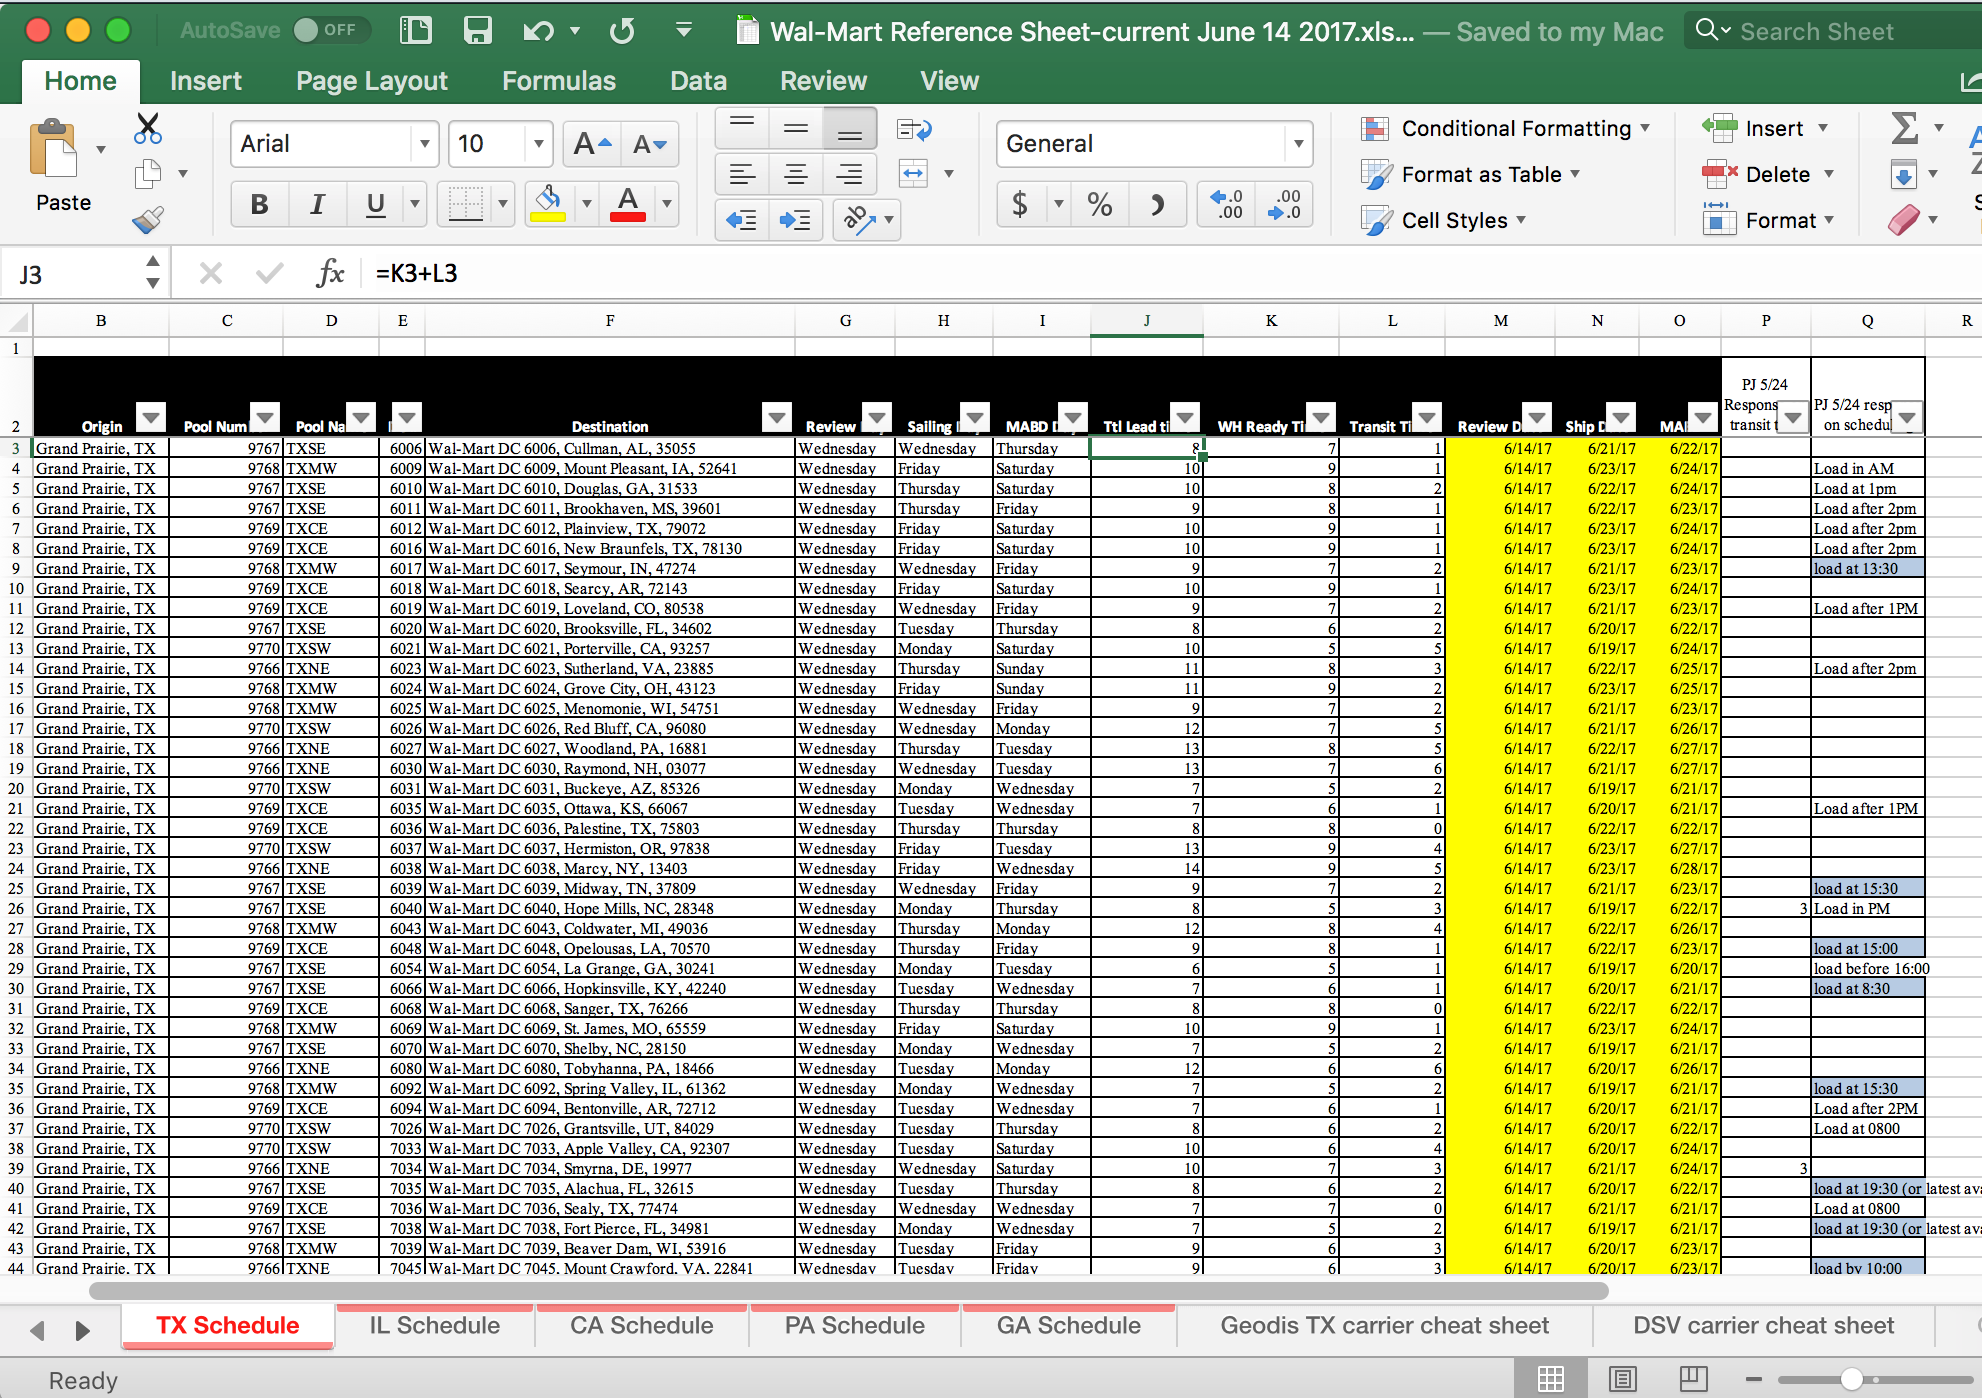 AutoSave OFF Wal-Mart Reference Sheet-current June 14 2017.xls... — Saved to my Mac Search Sheet
Home Insert Page Layout Formulas Data Review View
Paste Arial 10 General Conditional Formatting Insert
Format as Table Delete
Cell Styles Format
J3 fx =K3+L3
B C D E F G H I J K L M N O P Q R
1
2 Origin Pool Num Pool Na Destination Review Sailing MABD D Ttl Lead ti WH Ready Ti Transit Ti Review D Ship D MA PJ 5/24 Respons transit t PJ 5/24 resp on schedul
3 Grand Prairie, TX 9767 TXSE 6006 Wal-Mart DC 6006, Cullman, AL, 35055 Wednesday Wednesday Thursday 8 7 1 6/14/17 6/21/17 6/22/17
4 Grand Prairie, TX 9768 TXMW 6009 Wal-Mart DC 6009, Mount Pleasant, IA, 52641 Wednesday Friday Saturday 10 9 1 6/14/17 6/23/17 6/24/17 Load in AM
5 Grand Prairie, TX 9767 TXSE 6010 Wal-Mart DC 6010, Douglas, GA, 31533 Wednesday Thursday Saturday 10 8 2 6/14/17 6/22/17 6/24/17 Load at 1pm
6 Grand Prairie, TX 9767 TXSE 6011 Wal-Mart DC 6011, Brookhaven, MS, 39601 Wednesday Thursday Friday 9 8 1 6/14/17 6/22/17 6/23/17 Load after 2pm
7 Grand Prairie, TX 9769 TXCE 6012 Wal-Mart DC 6012, Plainview, TX, 79072 Wednesday Friday Saturday 10 9 1 6/14/17 6/23/17 6/24/17 Load after 2pm
8 Grand Prairie, TX 9769 TXCE 6016 Wal-Mart DC 6016, New Braunfels, TX, 78130 Wednesday Friday Saturday 10 9 1 6/14/17 6/23/17 6/24/17 Load after 2pm
9 Grand Prairie, TX 9768 TXMW 6017 Wal-Mart DC 6017, Seymour, IN, 47274 Wednesday Wednesday Friday 9 7 2 6/14/17 6/21/17 6/23/17 load at 13:30
10 Grand Prairie, TX 9769 TXCE 6018 Wal-Mart DC 6018, Searcy, AR, 72143 Wednesday Friday Saturday 10 9 1 6/14/17 6/23/17 6/24/17
11 Grand Prairie, TX 9769 TXCE 6019 Wal-Mart DC 6019, Loveland, CO, 80538 Wednesday Wednesday Friday 9 7 2 6/14/17 6/21/17 6/23/17 Load after 1PM
12 Grand Prairie, TX 9767 TXSE 6020 Wal-Mart DC 6020, Brooksville, FL, 34602 Wednesday Tuesday Thursday 8 6 2 6/14/17 6/20/17 6/22/17
13 Grand Prairie, TX 9770 TXSW 6021 Wal-Mart DC 6021, Porterville, CA, 93257 Wednesday Monday Saturday 10 5 5 6/14/17 6/19/17 6/24/17
14 Grand Prairie, TX 9766 TXNE 6023 Wal-Mart DC 6023, Sutherland, VA, 23885 Wednesday Thursday Sunday 11 8 3 6/14/17 6/22/17 6/25/17 Load after 2pm
15 Grand Prairie, TX 9768 TXMW 6024 Wal-Mart DC 6024, Grove City, OH, 43123 Wednesday Friday Sunday 11 9 2 6/14/17 6/23/17 6/25/17
16 Grand Prairie, TX 9768 TXMW 6025 Wal-Mart DC 6025, Menomonie, WI, 54751 Wednesday Wednesday Friday 9 7 2 6/14/17 6/21/17 6/23/17
17 Grand Prairie, TX 9770 TXSW 6026 Wal-Mart DC 6026, Red Bluff, CA, 96080 Wednesday Wednesday Monday 12 7 5 6/14/17 6/21/17 6/26/17
18 Grand Prairie, TX 9766 TXNE 6027 Wal-Mart DC 6027, Woodland, PA, 16881 Wednesday Thursday Tuesday 13 8 5 6/14/17 6/22/17 6/27/17
19 Grand Prairie, TX 9766 TXNE 6030 Wal-Mart DC 6030, Raymond, NH, 03077 Wednesday Wednesday Tuesday 13 7 6 6/14/17 6/21/17 6/27/17
20 Grand Prairie, TX 9770 TXSW 6031 Wal-Mart DC 6031, Buckeye, AZ, 85326 Wednesday Monday Wednesday 7 5 2 6/14/17 6/19/17 6/21/17
21 Grand Prairie, TX 9769 TXCE 6035 Wal-Mart DC 6035, Ottawa, KS, 66067 Wednesday Tuesday Wednesday 7 6 1 6/14/17 6/20/17 6/21/17 Load after 1PM
22 Grand Prairie, TX 9769 TXCE 6036 Wal-Mart DC 6036, Palestine, TX, 75803 Wednesday Thursday Thursday 8 8 0 6/14/17 6/22/17 6/22/17
23 Grand Prairie, TX 9770 TXSW 6037 Wal-Mart DC 6037, Hermiston, OR, 97838 Wednesday Friday Tuesday 13 9 4 6/14/17 6/23/17 6/27/17
24 Grand Prairie, TX 9766 TXNE 6038 Wal-Mart DC 6038, Marcy, NY, 13403 Wednesday Friday Wednesday 14 9 5 6/14/17 6/23/17 6/28/17
25 Grand Prairie, TX 9767 TXSE 6039 Wal-Mart DC 6039, Midway, TN, 37809 Wednesday Wednesday Friday 9 7 2 6/14/17 6/21/17 6/23/17 load at 15:30
26 Grand Prairie, TX 9767 TXSE 6040 Wal-Mart DC 6040, Hope Mills, NC, 28348 Wednesday Monday Thursday 8 5 3 6/14/17 6/19/17 6/22/17 3 Load in PM
27 Grand Prairie, TX 9768 TXMW 6043 Wal-Mart DC 6043, Coldwater, MI, 49036 Wednesday Thursday Monday 12 8 4 6/14/17 6/22/17 6/26/17
28 Grand Prairie, TX 9769 TXCE 6048 Wal-Mart DC 6048, Opelousas, LA, 70570 Wednesday Thursday Friday 9 8 1 6/14/17 6/22/17 6/23/17 load at 15:00
29 Grand Prairie, TX 9767 TXSE 6054 Wal-Mart DC 6054, La Grange, GA, 30241 Wednesday Monday Tuesday 6 5 1 6/14/17 6/19/17 6/20/17 load before 16:00
30 Grand Prairie, TX 9767 TXSE 6066 Wal-Mart DC 6066, Hopkinsville, KY, 42240 Wednesday Tuesday Wednesday 7 6 1 6/14/17 6/20/17 6/21/17 load at 8:30
31 Grand Prairie, TX 9769 TXCE 6068 Wal-Mart DC 6068, Sanger, TX, 76266 Wednesday Thursday Thursday 8 8 0 6/14/17 6/22/17 6/22/17
32 Grand Prairie, TX 9768 TXMW 6069 Wal-Mart DC 6069, St. James, MO, 65559 Wednesday Friday Saturday 10 9 1 6/14/17 6/23/17 6/24/17
33 Grand Prairie, TX 9767 TXSE 6070 Wal-Mart DC 6070, Shelby, NC, 28150 Wednesday Monday Wednesday 7 5 2 6/14/17 6/19/17 6/21/17
34 Grand Prairie, TX 9766 TXNE 6080 Wal-Mart DC 6080, Tobyhanna, PA, 18466 Wednesday Tuesday Monday 12 6 6 6/14/17 6/20/17 6/26/17
35 Grand Prairie, TX 9768 TXMW 6092 Wal-Mart DC 6092, Spring Valley, IL, 61362 Wednesday Monday Wednesday 7 5 2 6/14/17 6/19/17 6/21/17 load at 15:30
36 Grand Prairie, TX 9769 TXCE 6094 Wal-Mart DC 6094, Bentonville, AR, 72712 Wednesday Tuesday Wednesday 7 6 1 6/14/17 6/20/17 6/21/17 Load after 2PM
37 Grand Prairie, TX 9770 TXSW 7026 Wal-Mart DC 7026, Grantsville, UT, 84029 Wednesday Tuesday Thursday 8 6 2 6/14/17 6/20/17 6/22/17 Load at 0800
38 Grand Prairie, TX 9770 TXSW 7033 Wal-Mart DC 7033, Apple Valley, CA, 92307 Wednesday Tuesday Saturday 10 6 4 6/14/17 6/20/17 6/24/17
39 Grand Prairie, TX 9766 TXNE 7034 Wal-Mart DC 7034, Smyrna, DE, 19977 Wednesday Wednesday Saturday 10 7 3 6/14/17 6/21/17 6/24/17 3
40 Grand Prairie, TX 9767 TXSE 7035 Wal-Mart DC 7035, Alachua, FL, 32615 Wednesday Tuesday Thursday 8 6 2 6/14/17 6/20/17 6/22/17 load at 19:30 (or latest ava
41 Grand Prairie, TX 9769 TXCE 7036 Wal-Mart DC 7036, Sealy, TX, 77474 Wednesday Wednesday Wednesday 7 7 0 6/14/17 6/21/17 6/21/17 Load at 0800
42 Grand Prairie, TX 9767 TXSE 7038 Wal-Mart DC 7038, Fort Pierce, FL, 34981 Wednesday Monday Wednesday 7 5 2 6/14/17 6/19/17 6/21/17 load at 19:30 (or latest ava
43 Grand Prairie, TX 9768 TXMW 7039 Wal-Mart DC 7039, Beaver Dam, WI, 53916 Wednesday Tuesday Friday 9 6 3 6/14/17 6/20/17 6/23/17
44 Grand Prairie, TX 9766 TXNE 7045 Wal-Mart DC 7045, Mount Crawford, VA, 22841 Wednesday Tuesday Friday 9 6 3 6/14/17 6/20/17 6/23/17 load by 10:00
TX Schedule IL Schedule CA Schedule PA Schedule GA Schedule Geodis TX carrier cheat sheet DSV carrier cheat sheet
Ready